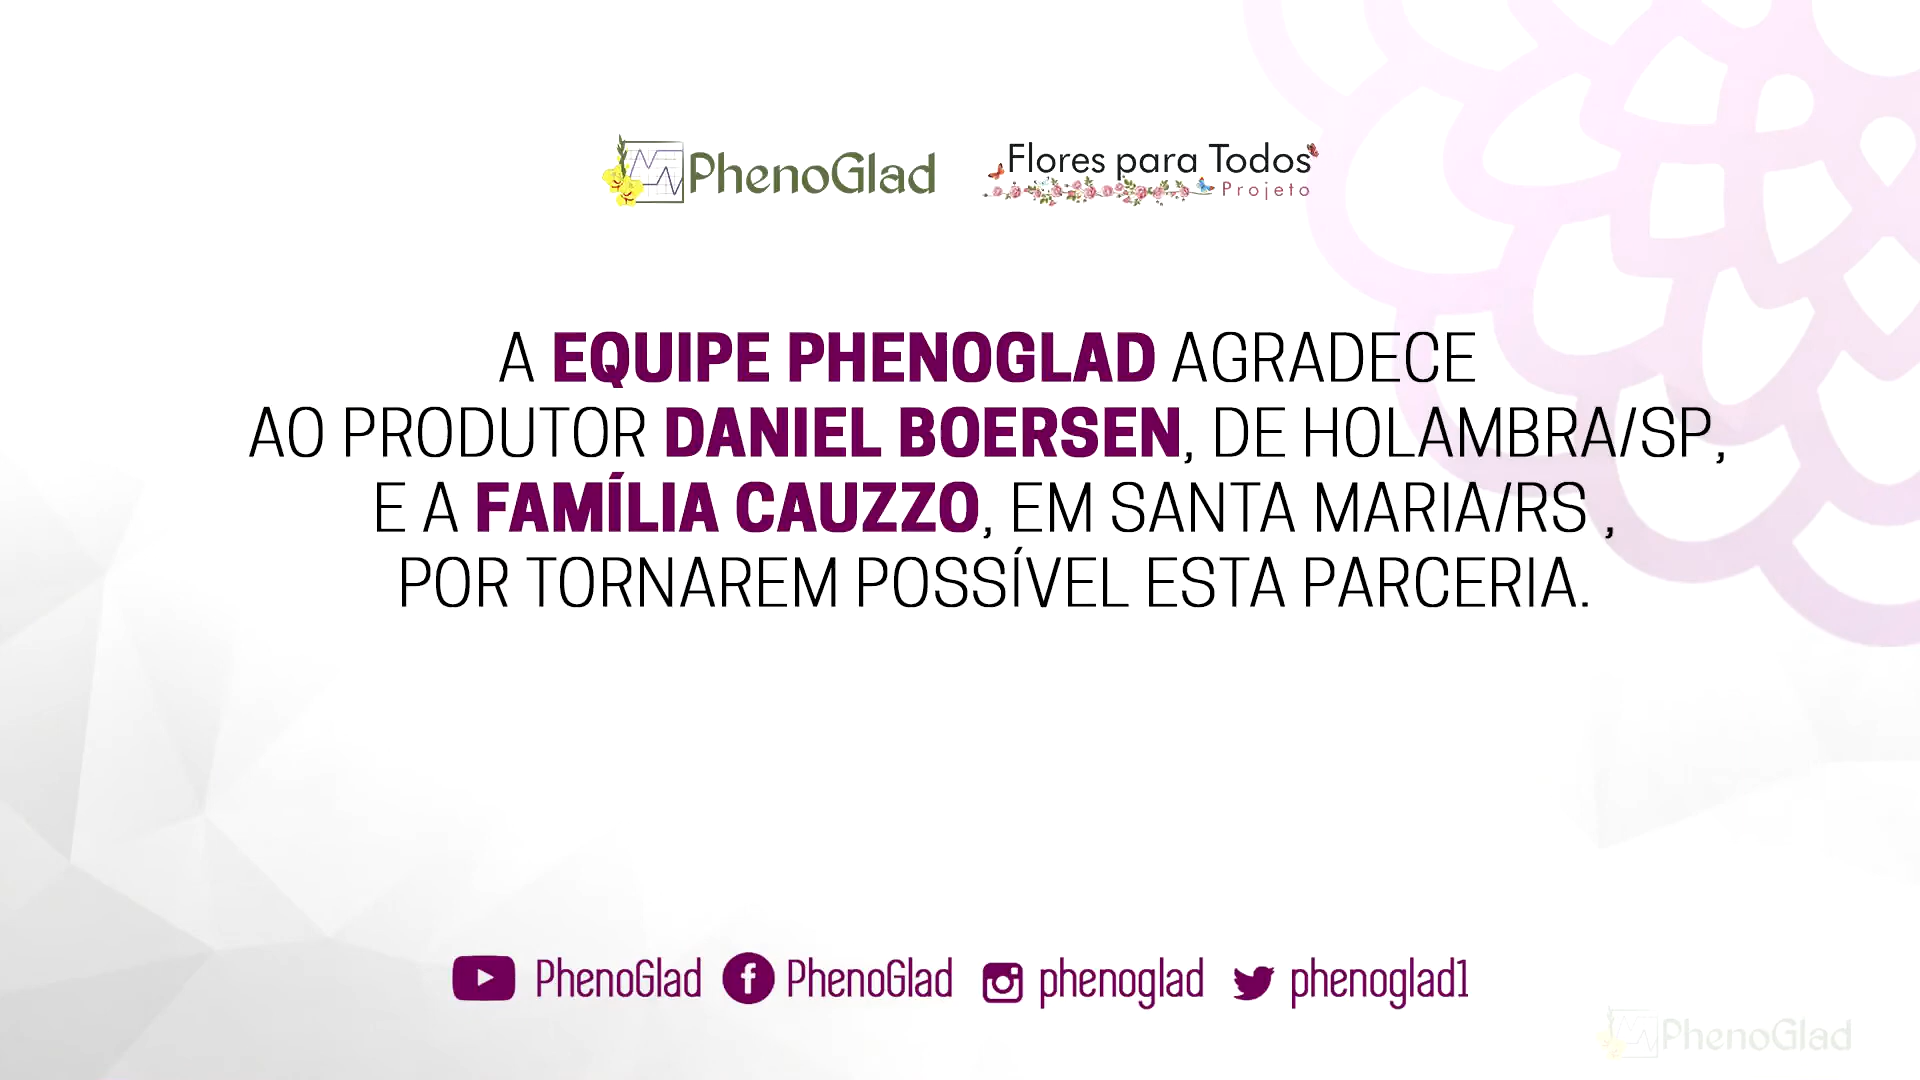 PhenoGlad
Flores para Todos
Projeto
A EQUIPE PHENOGLAD AGRADECE
AO PRODUTOR DANIEL BOERSEN, DE HOLAMBRA/SP,
E A FAMÍLIA CAUZZO, EM SANTA MARIA/RS ,
POR TORNAREM POSSÍVEL ESTA PARCERIA.
PhenoGlad PhenoGlad phenoglad phenoglad1
PhenoGlad